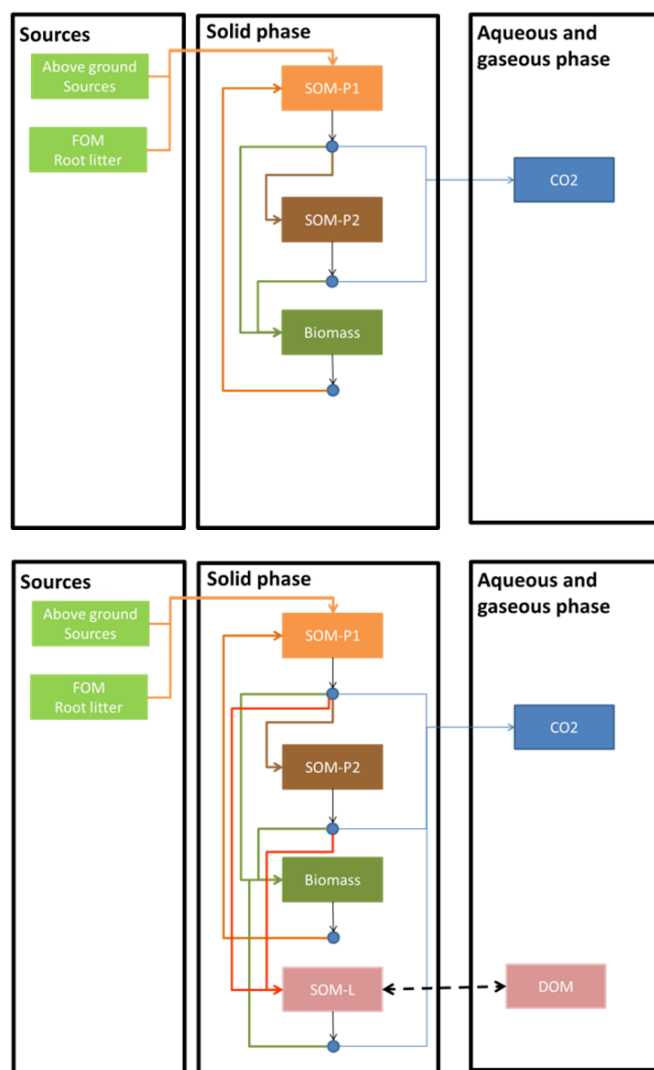 Sources
Above ground
Sources
FOM
Root litter
Solid phase
SOM-P1
SOM-P2
Biomass
Aqueous and
gaseous phase
CO2
Sources
Above ground
Sources
FOM
Root litter
Solid phase
SOM-P1
SOM-P2
Biomass
SOM-L
Aqueous and
gaseous phase
CO2
DOM